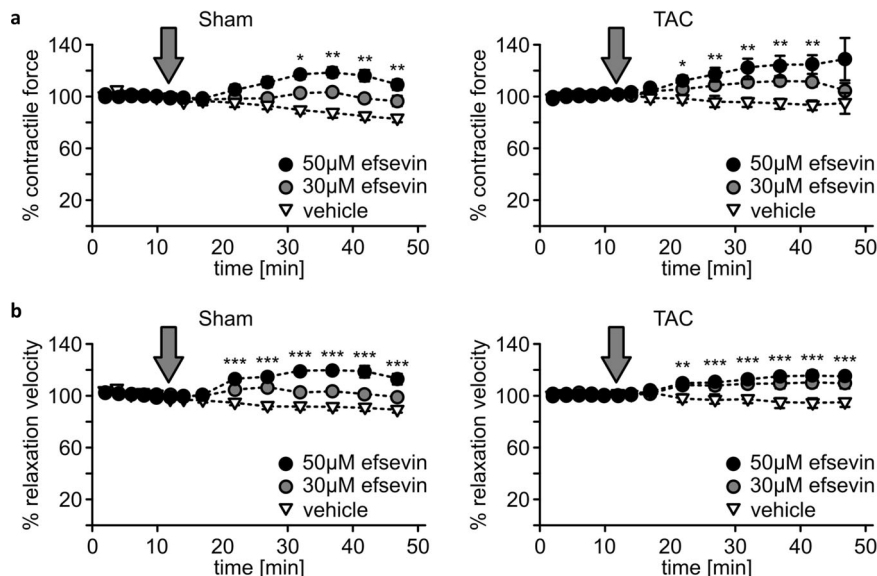 a
Sham
TAC
% contractile force
140
100
60
20
* ** ** **
50µM efsevin
30µM efsevin
vehicle
0 10 20 30 40 50
time [min]
% contractile force
140
100
60
20
* ** ** ** **
50µM efsevin
30µM efsevin
vehicle
0 10 20 30 40 50
time [min]
b
Sham
TAC
% relaxation velocity
140
100
60
20
*** *** *** *** *** ***
50µM efsevin
30µM efsevin
vehicle
0 10 20 30 40 50
time [min]
% relaxation velocity
140
100
60
20
** *** *** *** *** ***
50µM efsevin
30µM efsevin
vehicle
0 10 20 30 40 50
time [min]